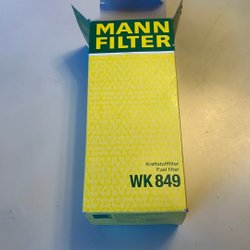 MANN
FILTER
Kraftstofffilter
Fuel filter
WK 849